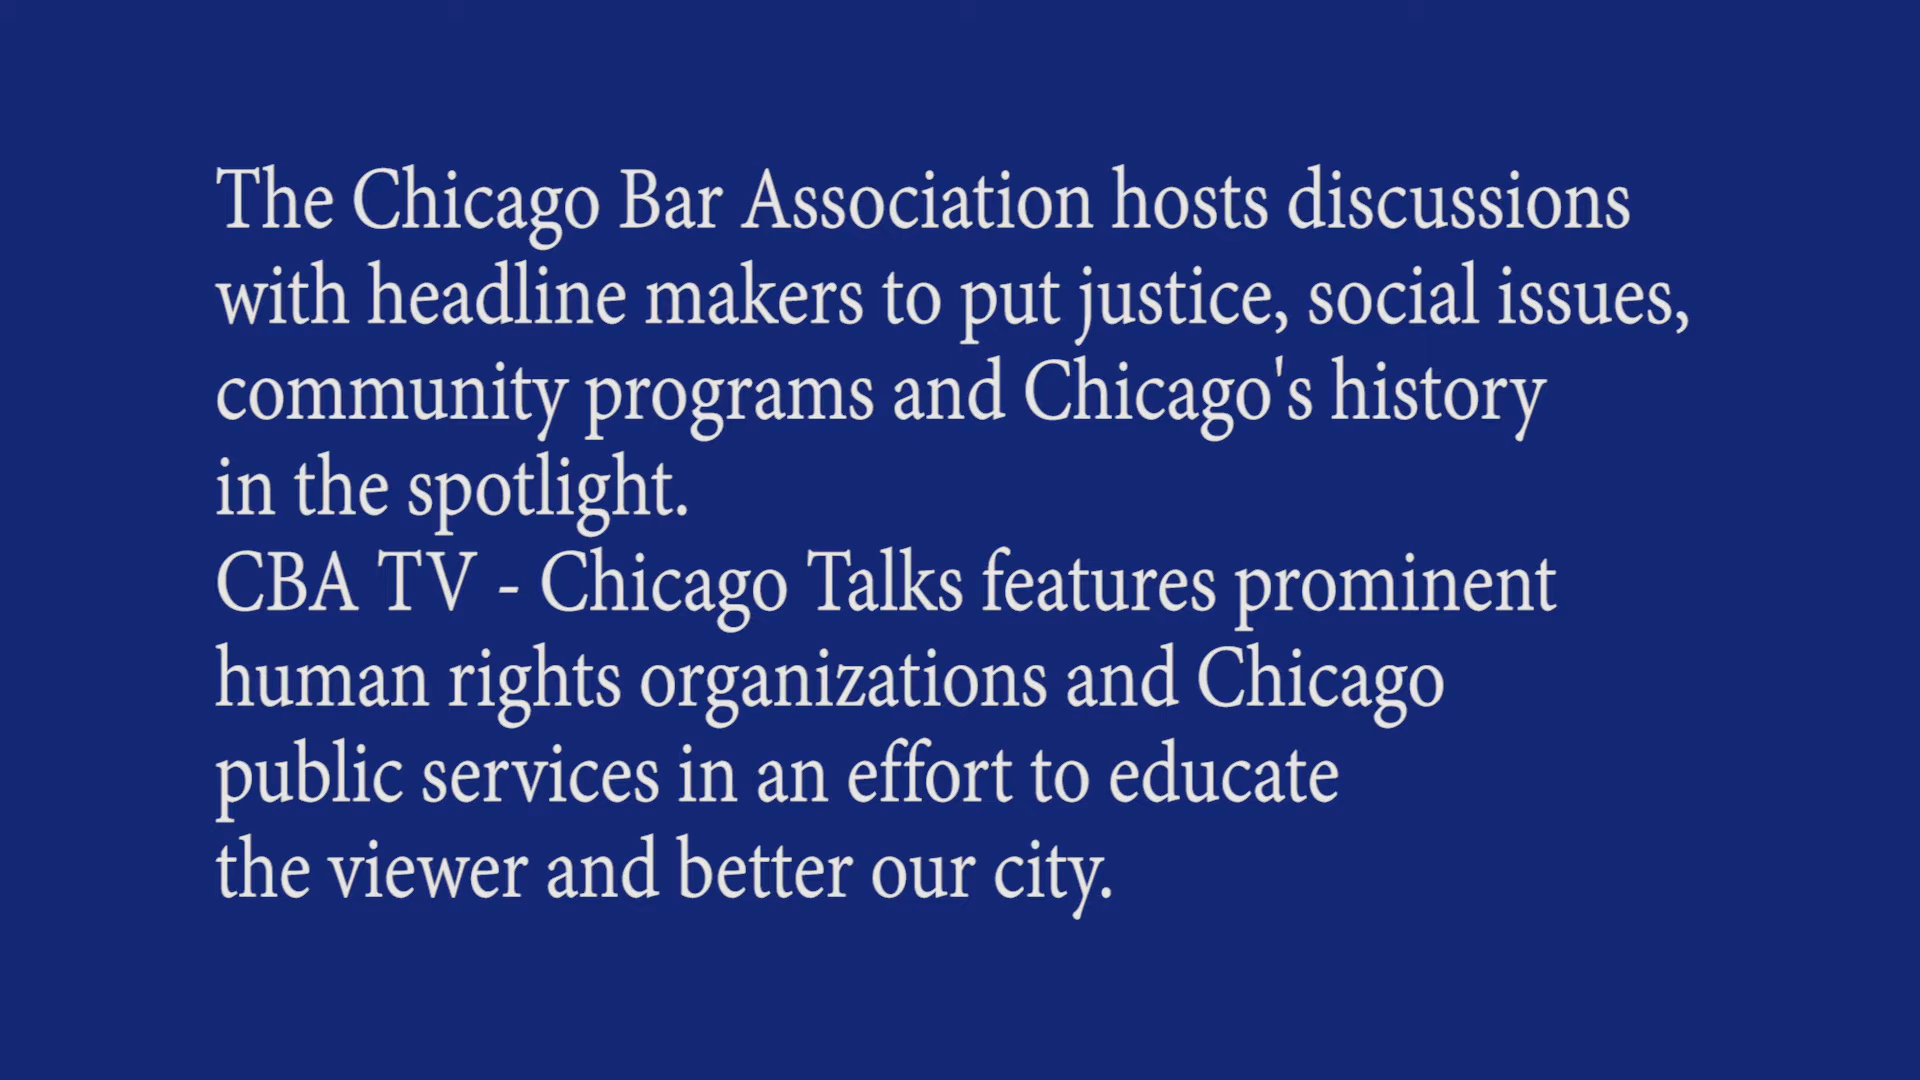 The Chicago Bar Association hosts discussions
with headline makers to put justice, social issues,
community programs and Chicago's history
in the spotlight.
CBA TV - Chicago Talks features prominent
human rights organizations and Chicago
public services in an effort to educate
the viewer and better our city.